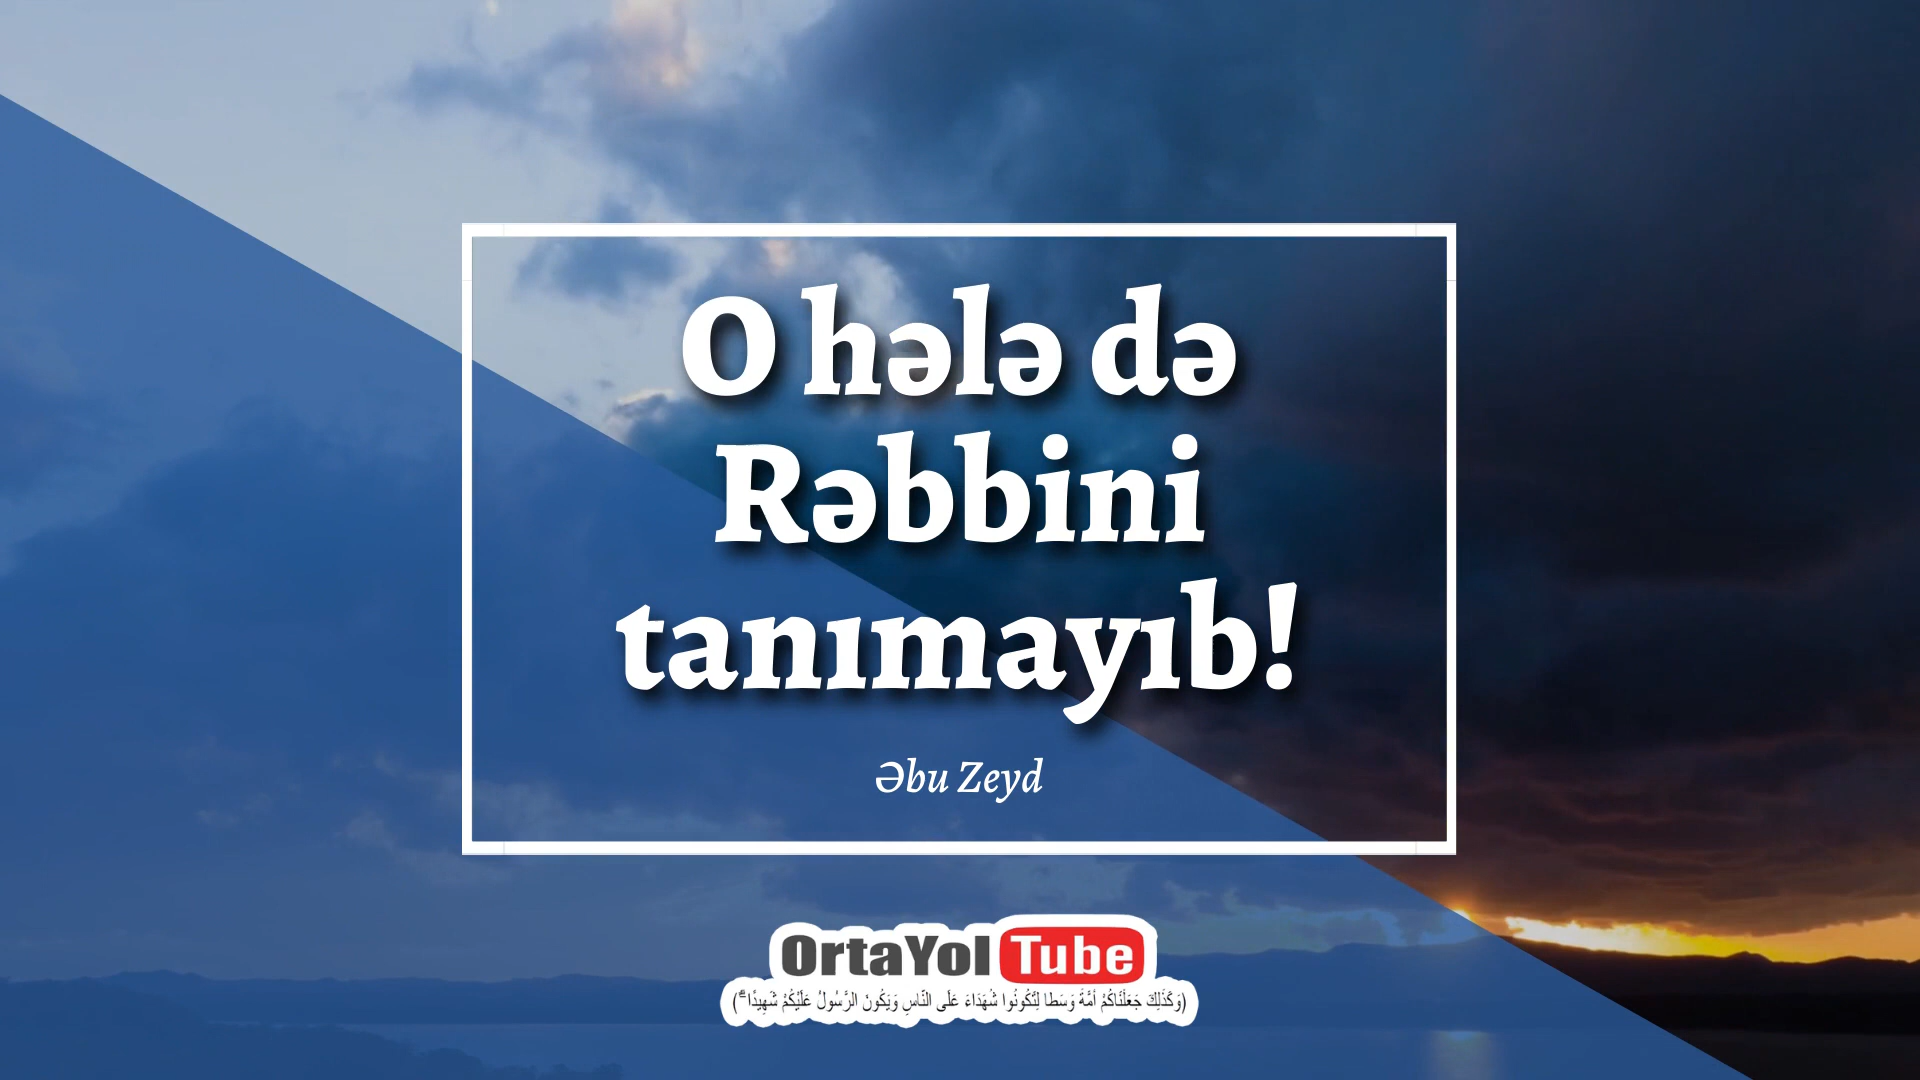 O hələ də
Rəbbini
tanımayıb!
Əbu Zeyd
OrtaYol Tube
(وَكَذَلِكَ جَعَلْنَاكُمْ أُمَّةً وَسَطًا لِتَكُونُوا شُهَدَاءَ عَلَى النَّاسِ وَيَكُونَ الرَّسُولُ عَلَيْكُمْ شَهِيدًا ۗ)